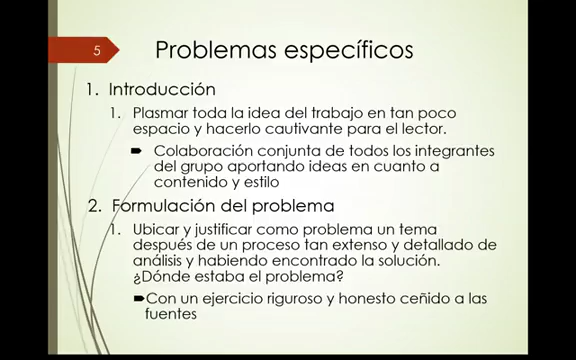 5
Problemas específicos
1. Introducción
1. Plasmar toda la idea del trabajo en tan poco
espacio y hacerlo cautivante para el lector.
Colaboración conjunta de todos los integrantes
del grupo aportando ideas en cuanto a
contenido y estilo
2. Formulación del problema
1. Ubicar y justificar como problema un tema
después de un proceso tan extenso y detallado de
análisis y habiendo encontrado la solución.
¿Dónde estaba el problema?
Con un ejercicio riguroso y honesto ceñido a las
fuentes